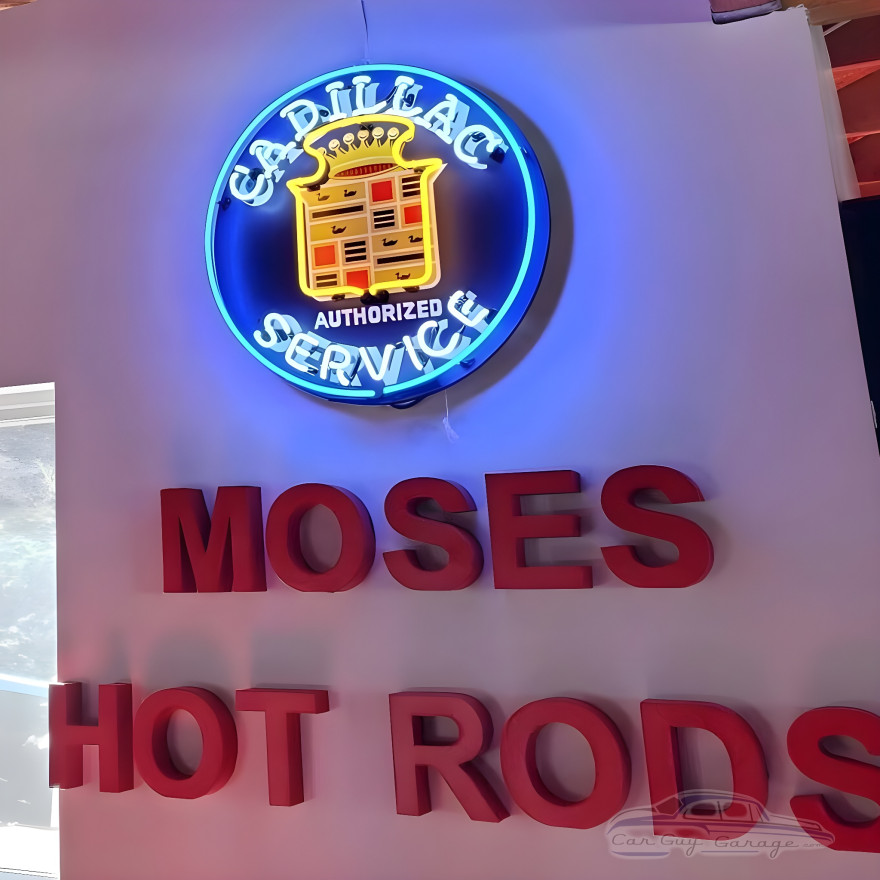 CADILLAC
AUTHORIZED
SERVICE
MOSES
HOT RODS
Car Guy Garage